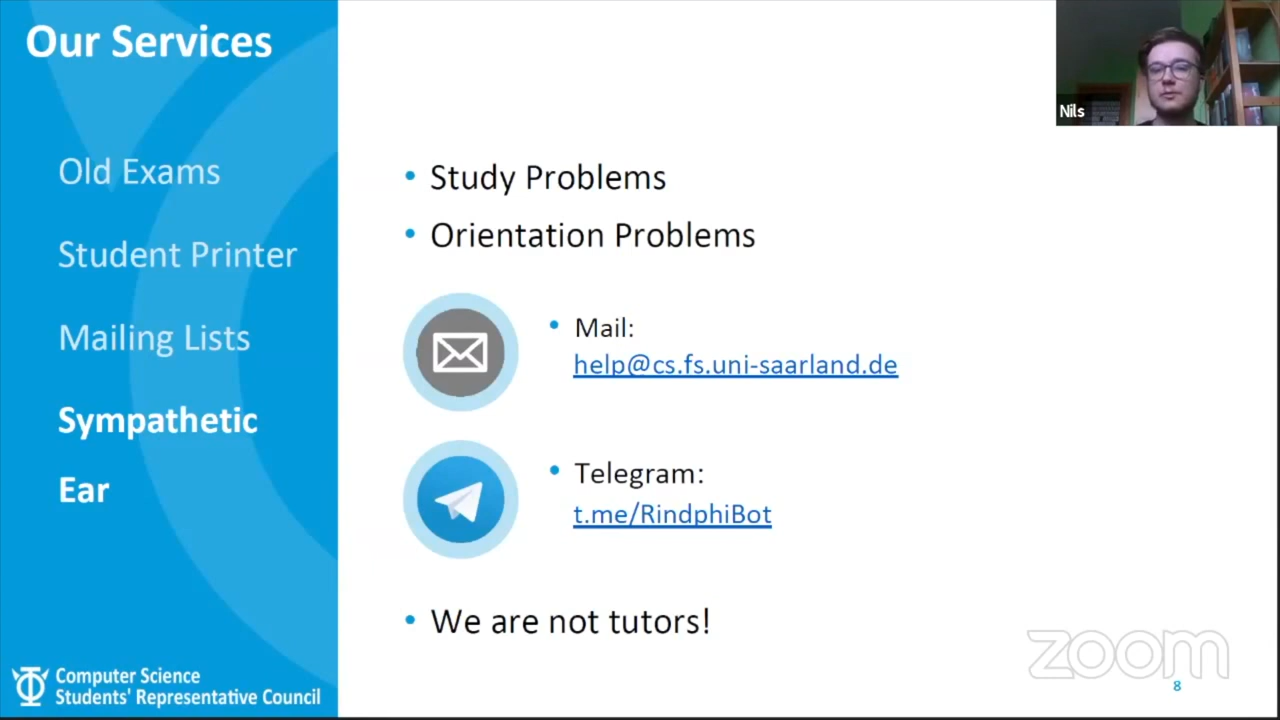 Our Services
Old Exams
Student Printer
Mailing Lists
Sympathetic
Ear
• Study Problems
• Orientation Problems
• Mail:
help@cs.fs.uni-saarland.de
• Telegram:
t.me/RindphiBot
• We are not tutors!
Computer Science
Students' Representative Council
Nils
zoom
8